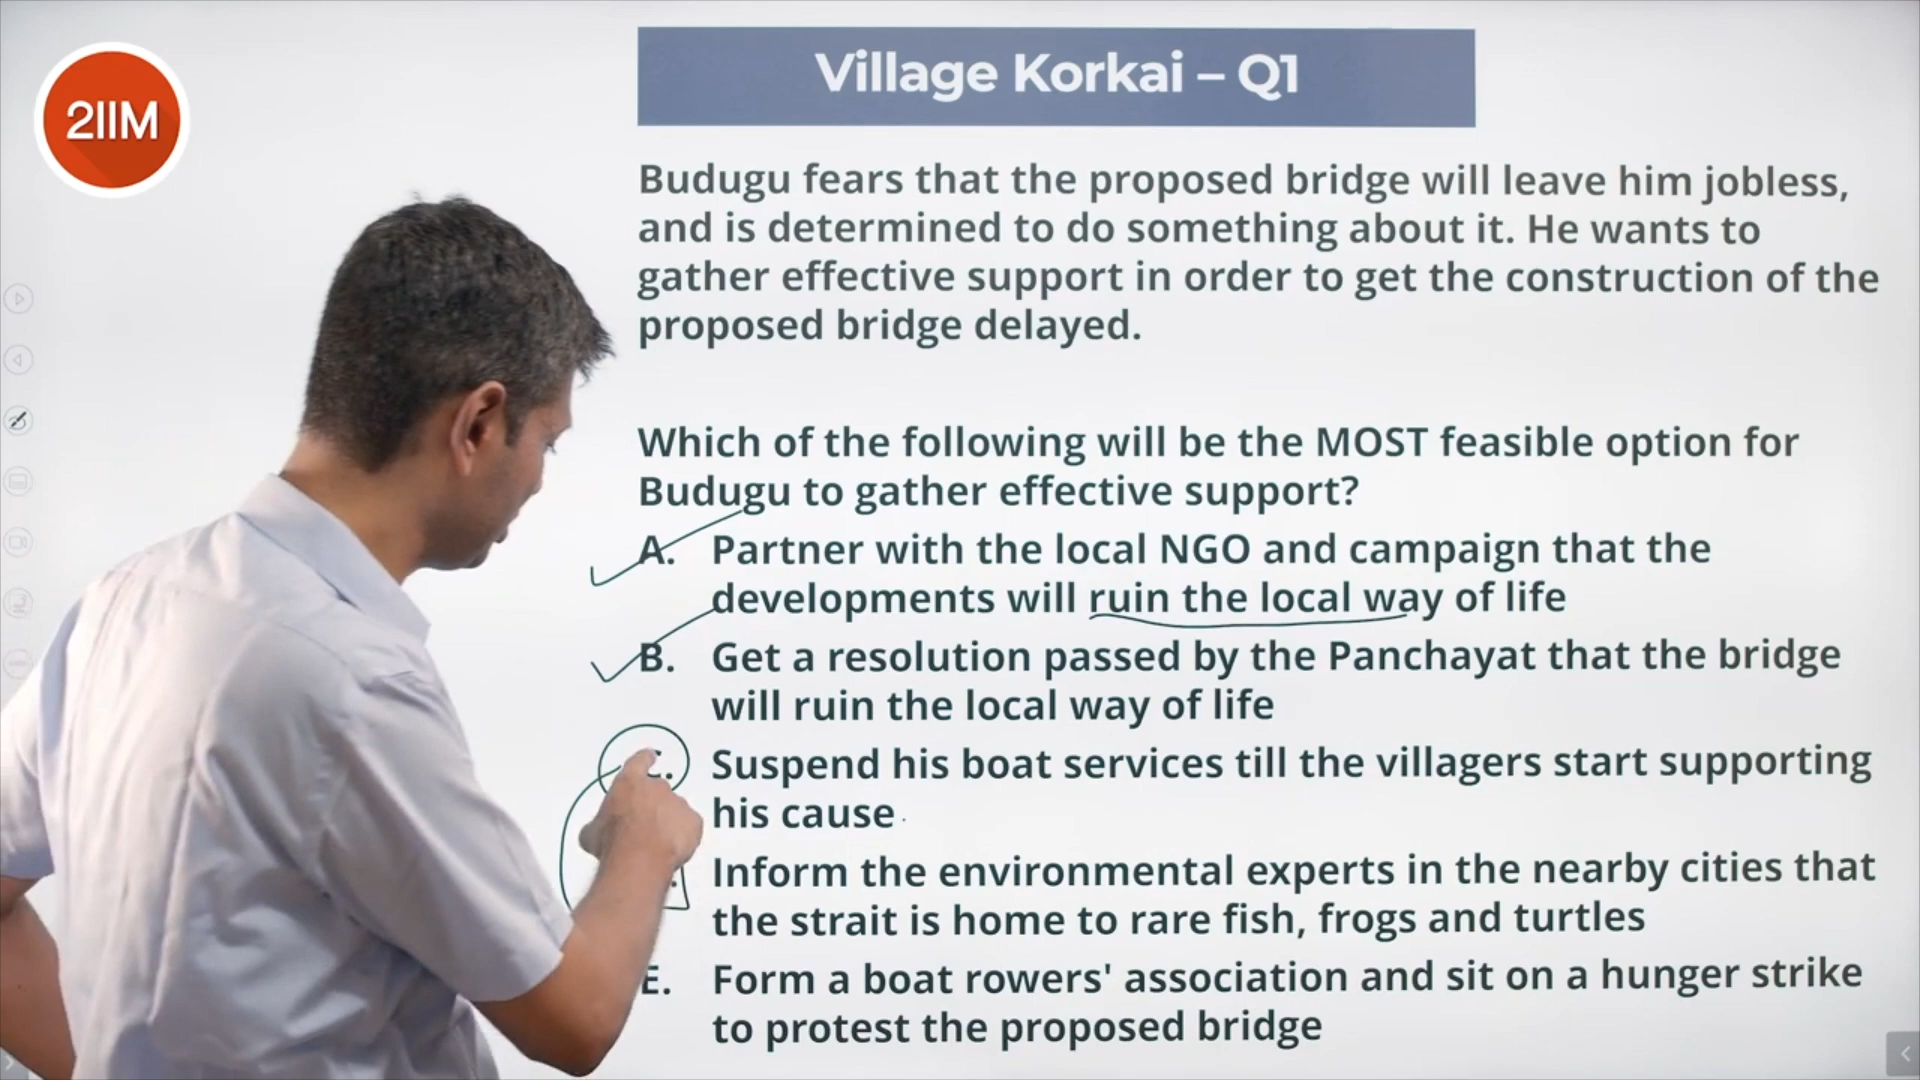 2IIM
Village Korkai – Q1
Budugu fears that the proposed bridge will leave him jobless,
and is determined to do something about it. He wants to
gather effective support in order to get the construction of the
proposed bridge delayed.
Which of the following will be the MOST feasible option for
Budugu to gather effective support?
A. Partner with the local NGO and campaign that the
developments will ruin the local way of life
B. Get a resolution passed by the Panchayat that the bridge
will ruin the local way of life
C. Suspend his boat services till the villagers start supporting
his cause
Inform the environmental experts in the nearby cities that
the strait is home to rare fish, frogs and turtles
E. Form a boat rowers' association and sit on a hunger strike
to protest the proposed bridge